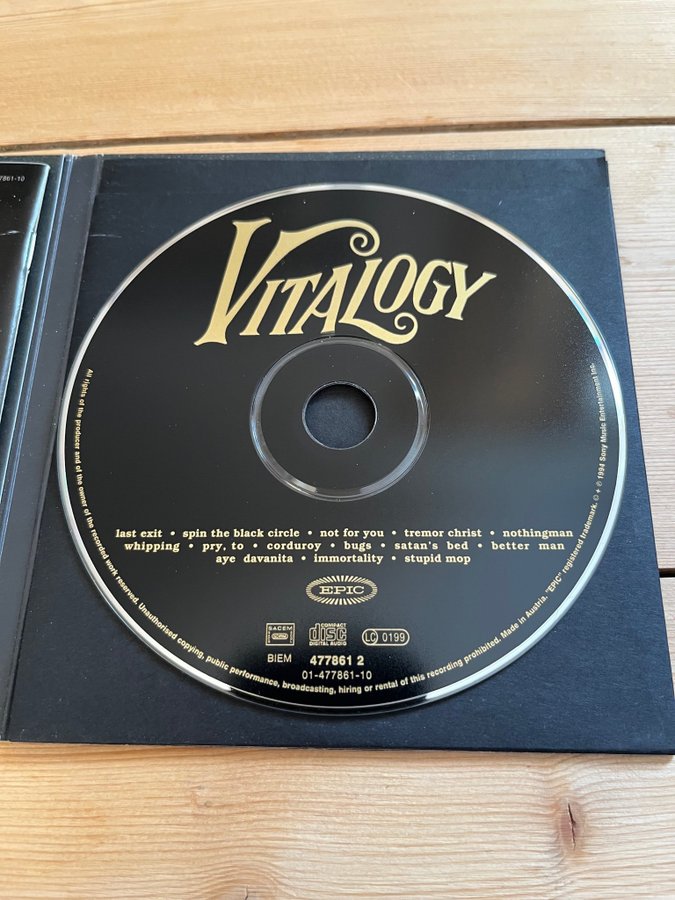 7861-10
VITALOGY
last exit • spin the black circle • not for you • tremor christ • nothingman
whipping • pry, to • corduroy • bugs • satan's bed • better man
aye davanita • immortality • stupid mop
EPIC
SACEM
COMPACT
disc
DIGITAL AUDIO
LC 0199
BIEM 477861 2
01-477861-10
All rights of the producer and of the owner of the recorded work reserved. Unauthorised copying, public performance, broadcasting, hiring or rental of this recording prohibited. Made in Austria. "EPIC" registered trademark. © + ℗ 1994 Sony Music Entertainment Inc.